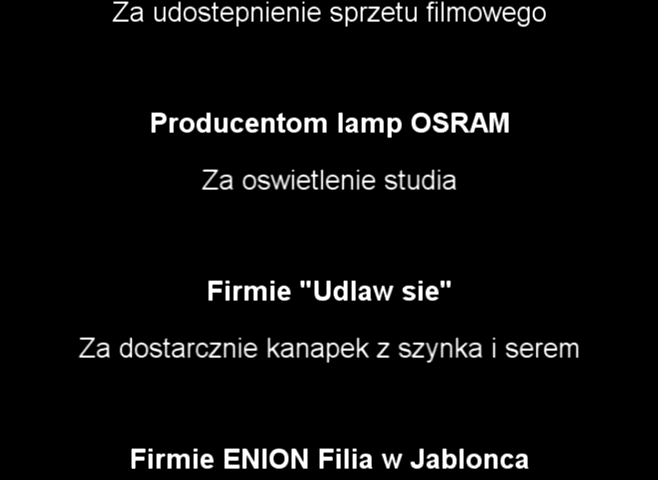 Za udostepnienie sprzetu filmowego
Producentom lamp OSRAM
Za oswietlenie studia
Firmie "Udlaw sie"
Za dostarcznie kanapek z szynka i serem
Firmie ENION Filia w Jablonca